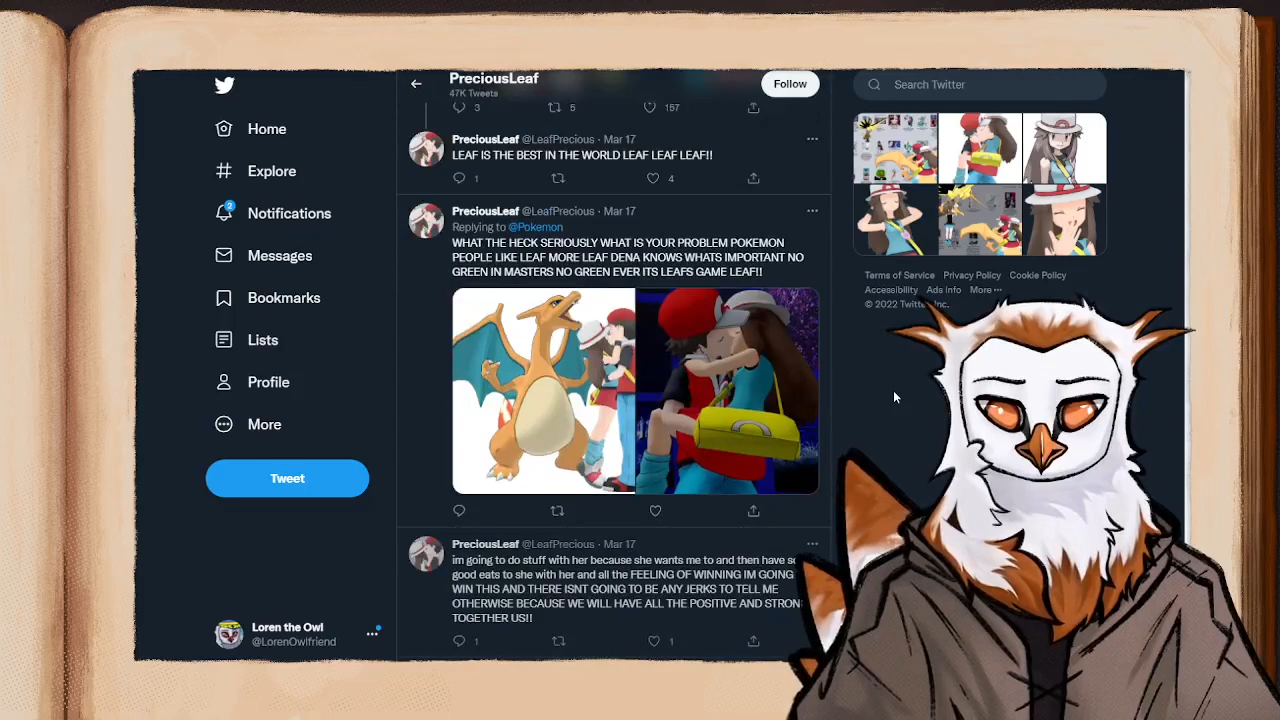 PreciousLeaf
47K Tweets
Follow
Search Twitter
3
5
157
Home
PreciousLeaf @LeafPrecious · Mar 17
LEAF IS THE BEST IN THE WORLD LEAF LEAF LEAF!!
1
4
Explore
2
Notifications
PreciousLeaf @LeafPrecious · Mar 17
Replying to @Pokemon
WHAT THE HECK SERIOUSLY WHAT IS YOUR PROBLEM POKEMON
PEOPLE LIKE LEAF MORE LEAF DENA KNOWS WHATS IMPORTANT NO
GREEN IN MASTERS NO GREEN EVER ITS LEAFS GAME LEAF!!
Messages
Bookmarks
Lists
Profile
More
Tweet
Terms of Service Privacy Policy Cookie Policy
Accessibility Ads info More ···
© 2022 Twitter, Inc.
PreciousLeaf @LeafPrecious · Mar 17
im going to do stuff with her because she wants me to and then have
good eats to she with her and all the FEELING OF WINNING IM GOING
WIN THIS AND THERE ISNT GOING TO BE ANY JERKS TO TELL ME
OTHERWISE BECAUSE WE WILL HAVE ALL THE POSITIVE AND
TOGETHER US!!
1
1
Loren the Owl
@LorenOwlfriend